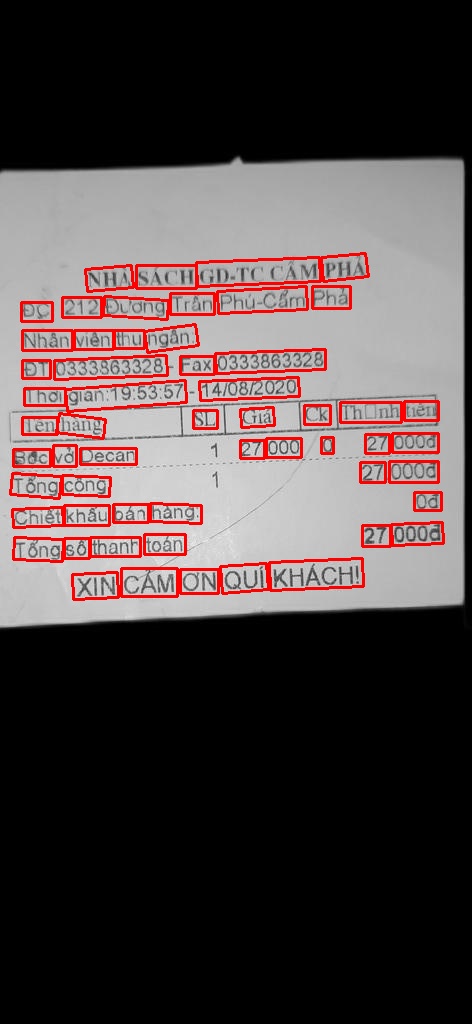 NHÀ SÁCH GD-TC CẨM PHẢ
ĐC 212 Đường Trần Phú-Cẩm Phả
Nhân viên thu ngân:
ĐT 0333863328 - Fax 0333863328
Thời gian:19:53:57 - 14/08/2020
Tên hàng SL Giá Ck Th□nh tiền
Bọc vở Decan 1 27 000 0 27 000đ
Tổng cộng 1 27 000đ
Chiết khấu bán hàng: 0đ
Tổng số thanh toán 27 000đ
XIN CẢM ƠN QUÍ KHÁCH!